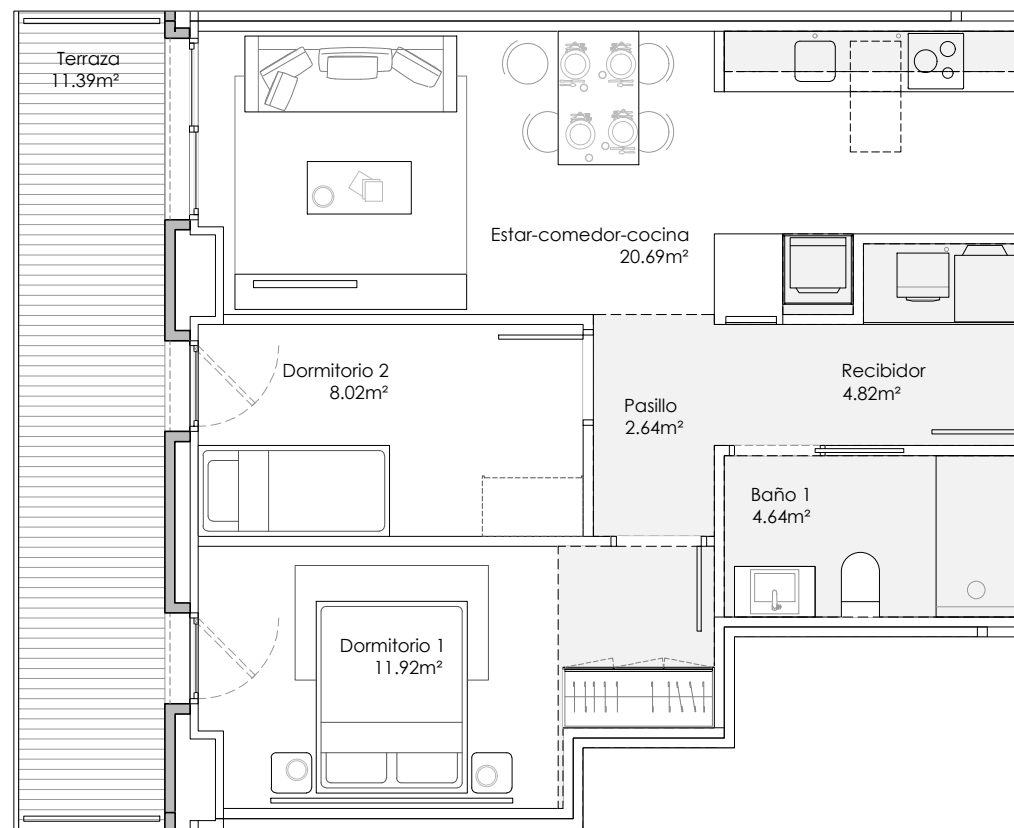 Terraza
11.39m²
Estar-comedor-cocina
20.69m²
Dormitorio 2
8.02m²
Recibidor
4.82m²
Pasillo
2.64m²
Baño 1
4.64m²
Dormitorio 1
11.92m²